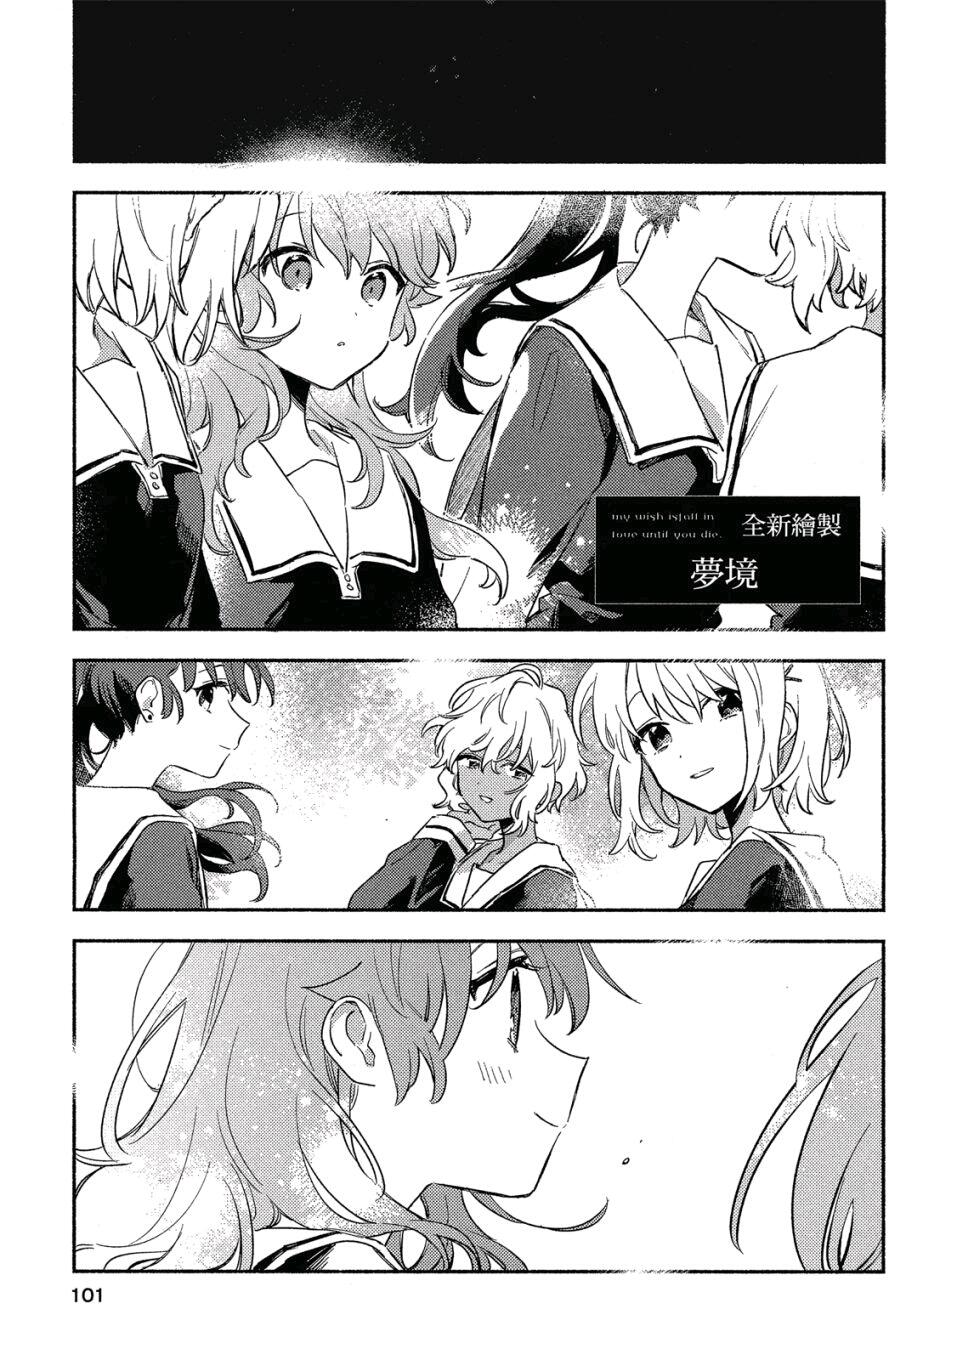 my wish is fall in
love until you die.
全新繪製
夢境
101